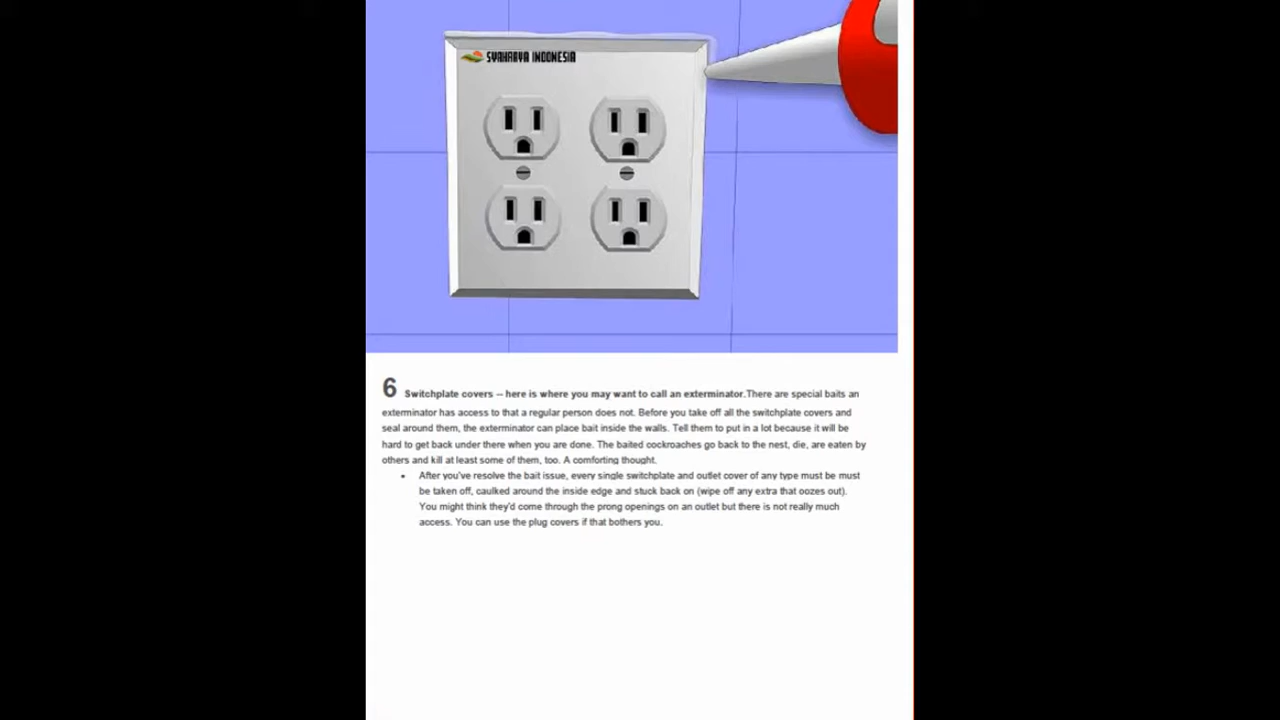 SYAHARYA INDONESIA
6 Switchplate covers -- here is where you may want to call an exterminator.There are special baits an
exterminator has access to that a regular person does not. Before you take off all the switchplate covers and
seal around them, the exterminator can place bait inside the walls. Tell them to put in a lot because it will be
hard to get back under there when you are done. The baited cockroaches go back to the nest, die, are eaten by
others and kill at least some of them, too. A comforting thought.
• After you've resolve the bait issue, every single switchplate and outlet cover of any type must be must
be taken off, caulked around the inside edge and stuck back on (wipe off any extra that oozes out).
You might think they'd come through the prong openings on an outlet but there is not really much
access. You can use the plug covers if that bothers you.